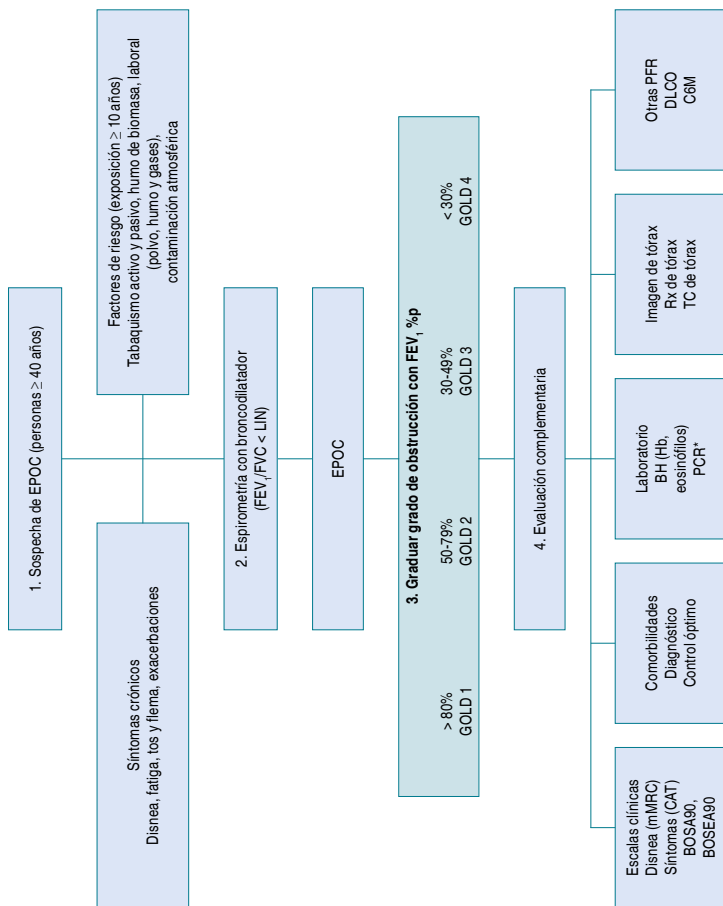 1. Sospecha de EPOC (personas ≥ 40 años)
Síntomas crónicos
Disnea, fatiga, tos y flema, exacerbaciones
Factores de riesgo (exposición ≥ 10 años)
Tabaquismo activo y pasivo, humo de biomasa, laboral
(polvo, humo y gases),
contaminación atmosférica
2. Espirometría con broncodilatador
(FEV₁/FVC < LIN)
EPOC
3. Graduar grado de obstrucción con FEV₁ %p
> 80%
GOLD 1
50-79%
GOLD 2
30-49%
GOLD 3
< 30%
GOLD 4
4. Evaluación complementaria
Escalas clínicas
Disnea (mMRC)
Síntomas (CAT)
BOSA90,
BOSEA90
Comorbilidades
Diagnóstico
Control óptimo
Laboratorio
BH (Hb,
eosinófilos)
PCR*
Imagen de tórax
Rx de tórax
TC de tórax
Otras PFR
DLCO
C6M